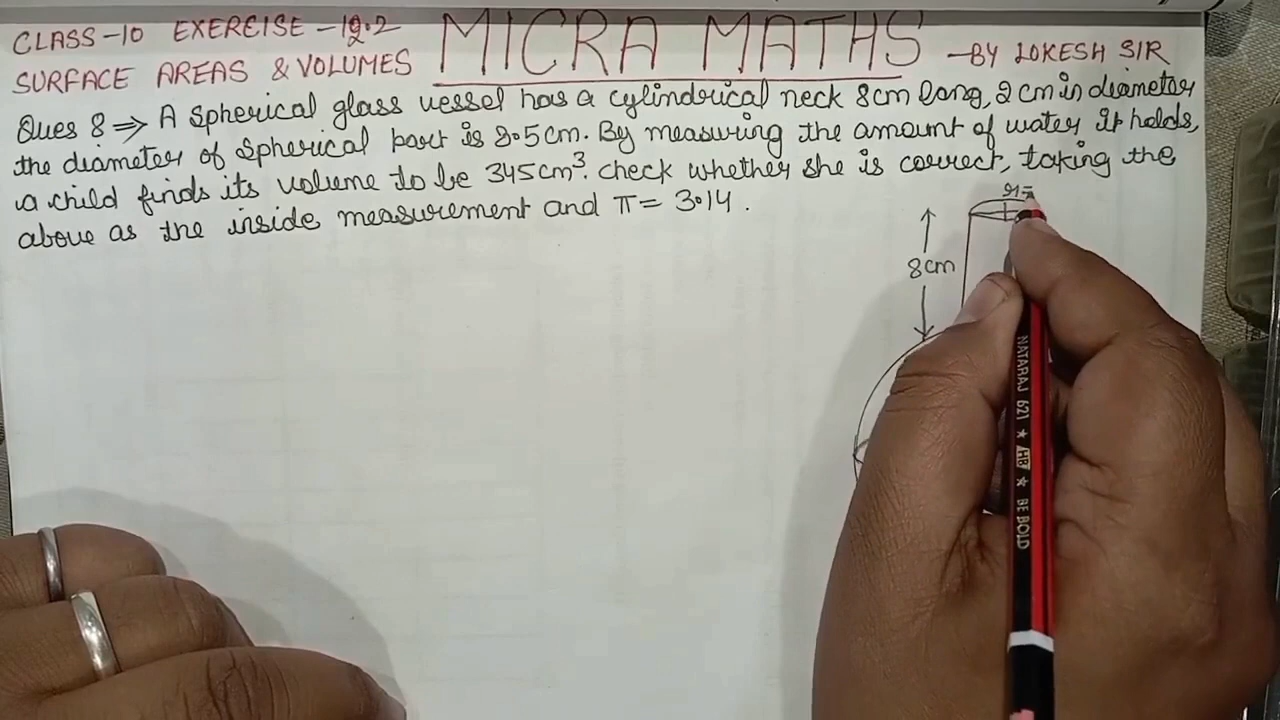 CLASS-10 EXERCISE-12.2
SURFACE AREAS & VOLUMES
MICRA MATHS
-BY LOKESH SIR
Ques 8 ⇒ A Spherical glass vessel has a cylindrical neck 8cm long, 2 cm in diameter
the diameter of Spherical part is 8.5cm. By measuring the amount of water it holds,
a child finds its volume to be 345cm³. check whether she is correct, taking the
above as the inside measurement and π = 3.14.
r=
8cm
NATARAJ 621 ★ HB ★ BE BOLD